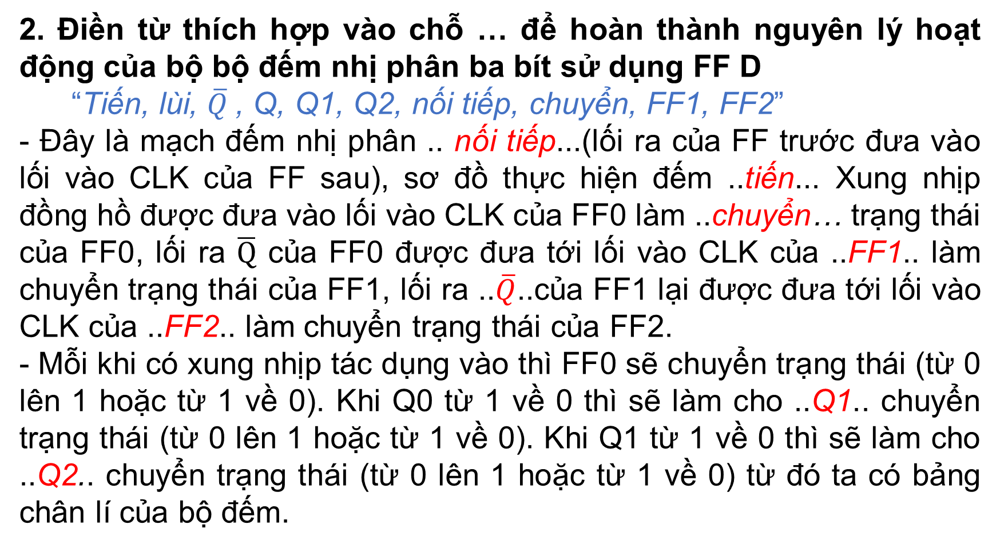 2. Điền từ thích hợp vào chỗ … để hoàn thành nguyên lý hoạt
động của bộ bộ đếm nhị phân ba bít sử dụng FF D
“Tiến, lùi, Q̅ , Q, Q1, Q2, nối tiếp, chuyển, FF1, FF2”
- Đây là mạch đếm nhị phân .. nối tiếp...(lối ra của FF trước đưa vào
lối vào CLK của FF sau), sơ đồ thực hiện đếm ..tiến... Xung nhịp
đồng hồ được đưa vào lối vào CLK của FF0 làm ..chuyển… trạng thái
của FF0, lối ra Q̅ của FF0 được đưa tới lối vào CLK của ..FF1.. làm
chuyển trạng thái của FF1, lối ra ..Q̅..của FF1 lại được đưa tới lối vào
CLK của ..FF2.. làm chuyển trạng thái của FF2.
- Mỗi khi có xung nhịp tác dụng vào thì FF0 sẽ chuyển trạng thái (từ 0
lên 1 hoặc từ 1 về 0). Khi Q0 từ 1 về 0 thì sẽ làm cho ..Q1.. chuyển
trạng thái (từ 0 lên 1 hoặc từ 1 về 0). Khi Q1 từ 1 về 0 thì sẽ làm cho
..Q2.. chuyển trạng thái (từ 0 lên 1 hoặc từ 1 về 0) từ đó ta có bảng
chân lí của bộ đếm.